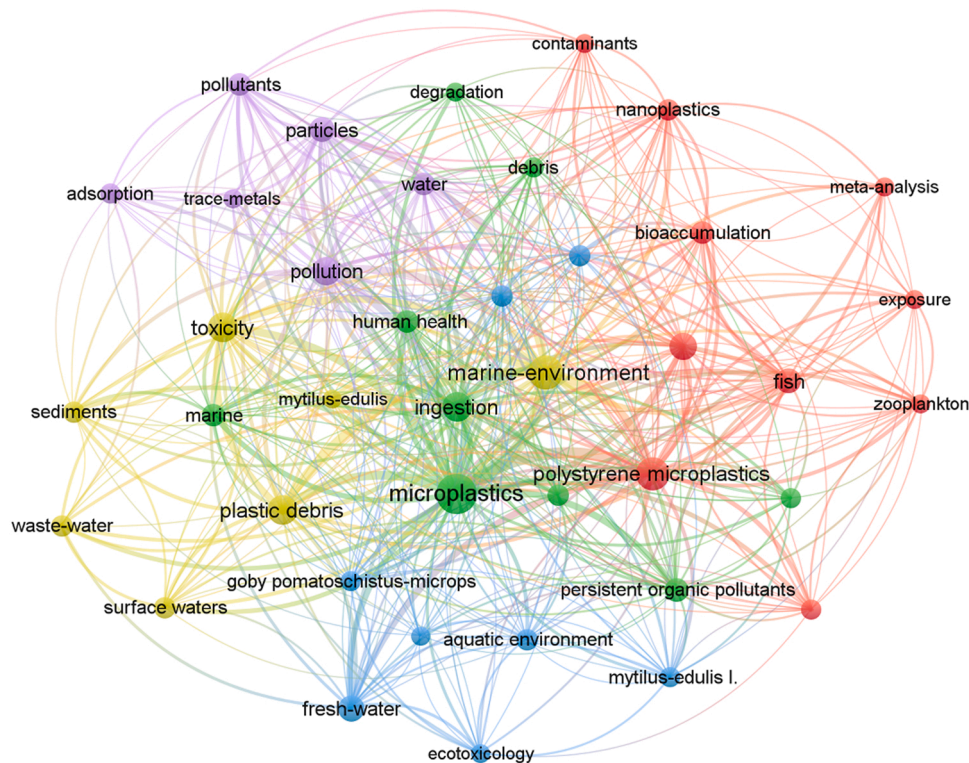 contaminants
pollutants
degradation
nanoplastics
particles
debris
water
meta-analysis
adsorption
trace-metals
bioaccumulation
pollution
exposure
human health
toxicity
marine-environment
fish
mytilus-edulis
ingestion
zooplankton
sediments
marine
polystyrene microplastics
microplastics
plastic debris
waste-water
goby pomatoschistus-microps
persistent organic pollutants
surface waters
aquatic environment
mytilus-edulis l.
fresh-water
ecotoxicology